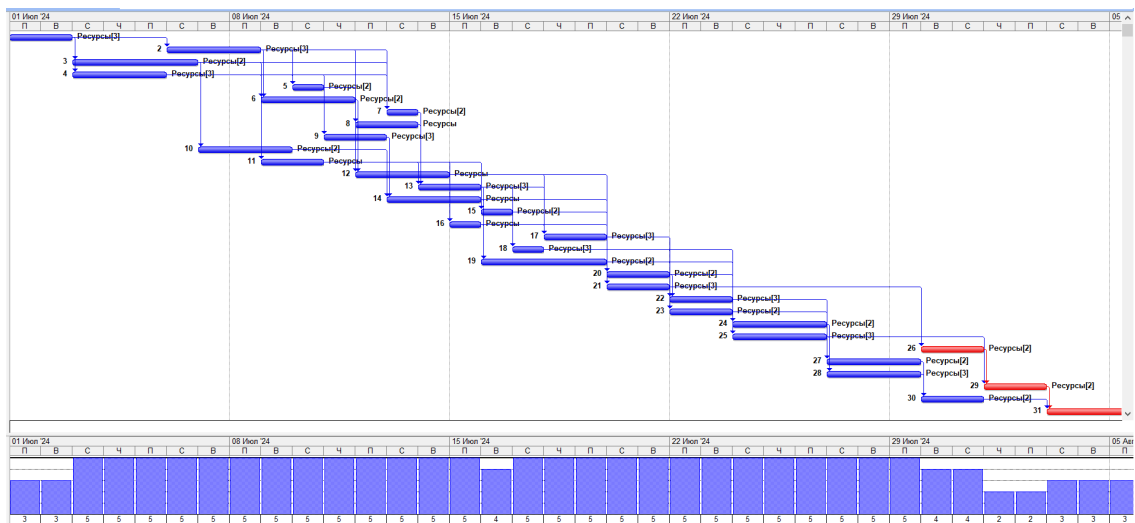 01 Июл '24 08 Июл '24 15 Июл '24 22 Июл '24 29 Июл '24 05
П В С Ч П С В П В С Ч П С В П В С Ч П С В П В С Ч П С В П В С Ч П С В
Ресурсы[3]
2 Ресурсы[3]
3 Ресурсы[2]
4 Ресурсы[3]
5 Ресурсы[2]
6 Ресурсы[2]
7 Ресурсы[2]
8 Ресурсы
9 Ресурсы[3]
10 Ресурсы[2]
11 Ресурсы
12 Ресурсы
13 Ресурсы[3]
14 Ресурсы
15 Ресурсы[2]
16 Ресурсы
17 Ресурсы[3]
18 Ресурсы[3]
19 Ресурсы[2]
20 Ресурсы[2]
21 Ресурсы[3]
22 Ресурсы[3]
23 Ресурсы[2]
24 Ресурсы[2]
25 Ресурсы[3]
26 Ресурсы[2]
27 Ресурсы[2]
28 Ресурсы[3]
29 Ресурсы[2]
30 Ресурсы[2]
31
01 Июл '24 08 Июл '24 15 Июл '24 22 Июл '24 29 Июл '24 05 Авг
П В С Ч П С В П В С Ч П С В П В С Ч П С В П В С Ч П С В П В С Ч П С В П
3 3 5 5 5 5 5 5 5 5 5 5 5 5 5 4 5 5 5 5 5 5 5 5 5 5 5 5 5 4 4 2 2 3 3 3